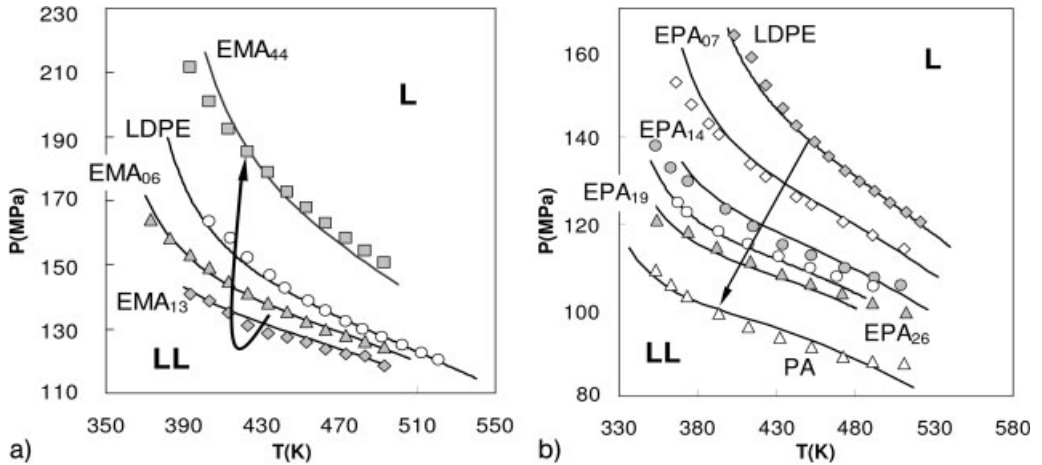 230
210
190
170
150
130
110
P(MPa)
350
390
430
470
510
550
T(K)
EMA44
LDPE
EMA06
EMA13
L
LL
a)
160
140
120
100
80
P(MPa)
330
380
430
480
530
580
T(K)
EPA07
LDPE
EPA14
EPA19
EPA26
PA
L
LL
b)